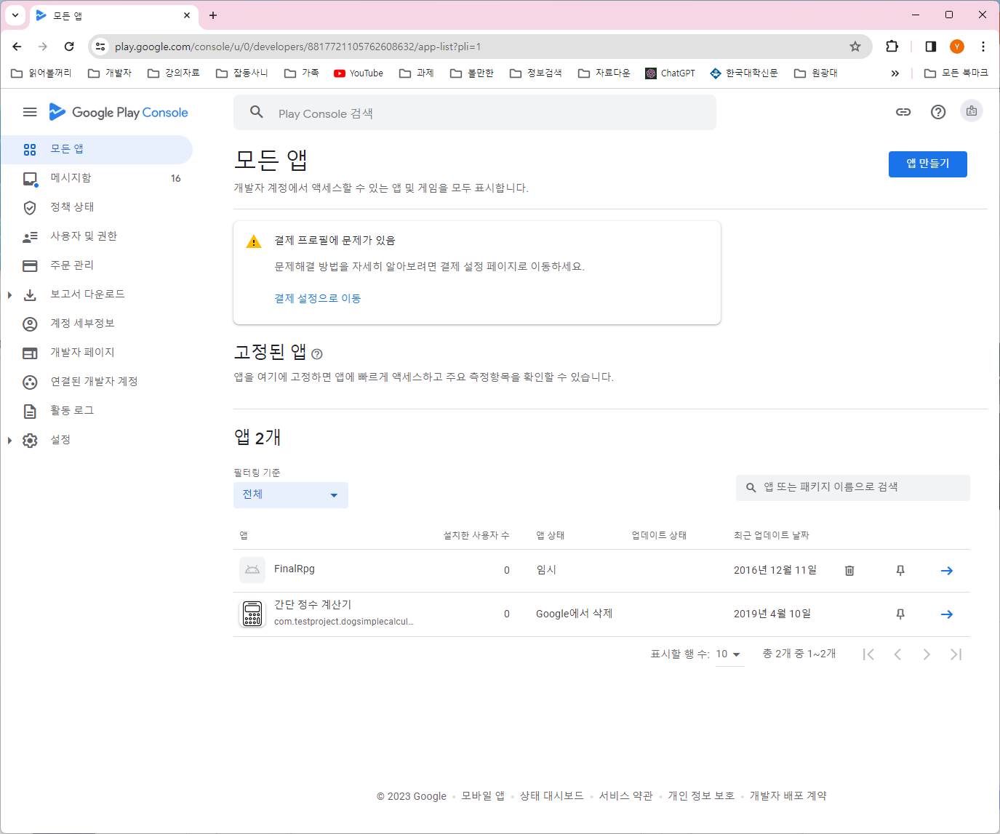 모든 앱
play.google.com/console/u/0/developers/8817721105762608632/app-list?pli=1
Y
읽어볼꺼리 개발자 강의자료 잡동사니 가족 YouTube 과제 볼만한 정보검색 자료다운 ChatGPT 한국대학신문 원광대 » 모든 북마크
Google Play Console
Play Console 검색
모든 앱
메시지함 16
정책 상태
사용자 및 권한
주문 관리
보고서 다운로드
계정 세부정보
개발자 페이지
연결된 개발자 계정
활동 로그
설정
모든 앱
앱 만들기
개발자 계정에서 액세스할 수 있는 앱 및 게임을 모두 표시합니다.
결제 프로필에 문제가 있음
문제해결 방법을 자세히 알아보려면 결제 설정 페이지로 이동하세요.
결제 설정으로 이동
고정된 앱
앱을 여기에 고정하면 앱에 빠르게 액세스하고 주요 측정항목을 확인할 수 있습니다.
앱 2개
필터링 기준
전체
앱 또는 패키지 이름으로 검색
앱 설치한 사용자 수 앱 상태 업데이트 상태 최근 업데이트 날짜
FinalRpg 0 임시 2016년 12월 11일
간단 정수 계산기
com.testproject.dogsimplecalcul... 0 Google에서 삭제 2019년 4월 10일
표시할 행 수: 10 총 2개 중 1~2개
© 2023 Google • 모바일 앱 • 상태 대시보드 • 서비스 약관 • 개인 정보 보호 • 개발자 배포 계약